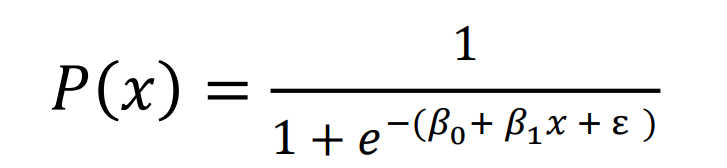 P(x) = 1 / (1 + e^−(β₀ + β₁x + ε))